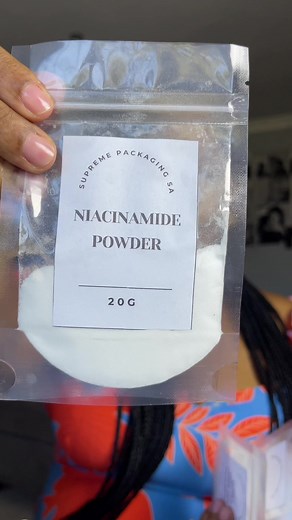 SUPREME PACKAGING SA
NIACINAMIDE
POWDER
20G